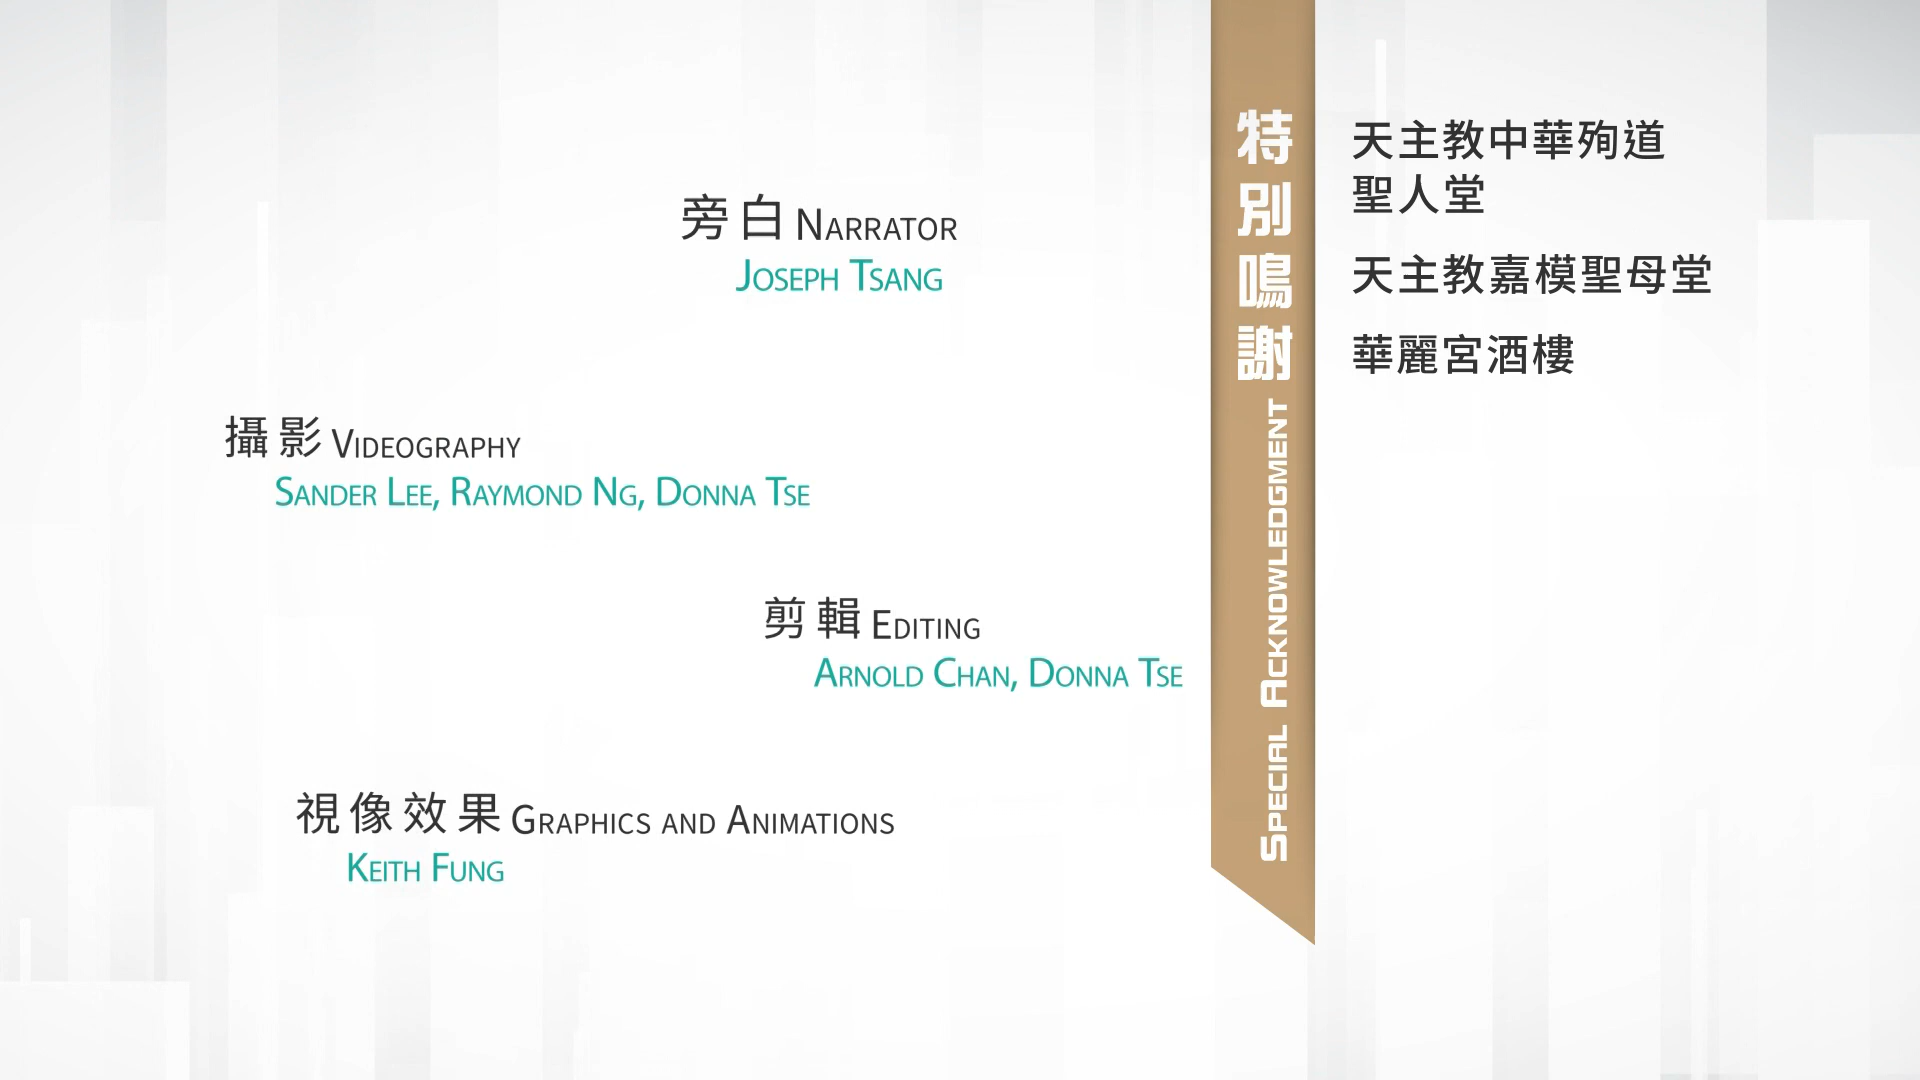 旁白 Narrator
Joseph Tsang
攝影 Videography
Sander Lee, Raymond Ng, Donna Tse
剪輯 Editing
Arnold Chan, Donna Tse
視像效果 Graphics and Animations
Keith Fung
特別鳴謝 Special Acknowledgment
天主教中華殉道
聖人堂
天主教嘉模聖母堂
華麗宮酒樓